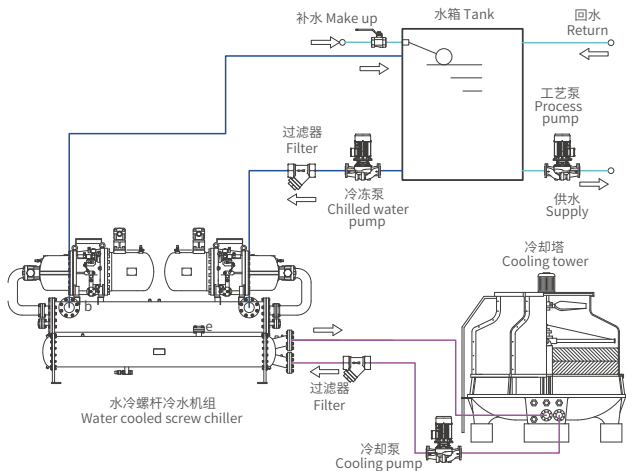 补水 Make up
水箱 Tank
回水
Return
工艺泵
Process
pump
过滤器
Filter
冷冻泵
Chilled water
pump
供水
Supply
冷却塔
Cooling tower
b
e
过滤器
Filter
水冷螺杆冷水机组
Water cooled screw chiller
冷却泵
Cooling pump